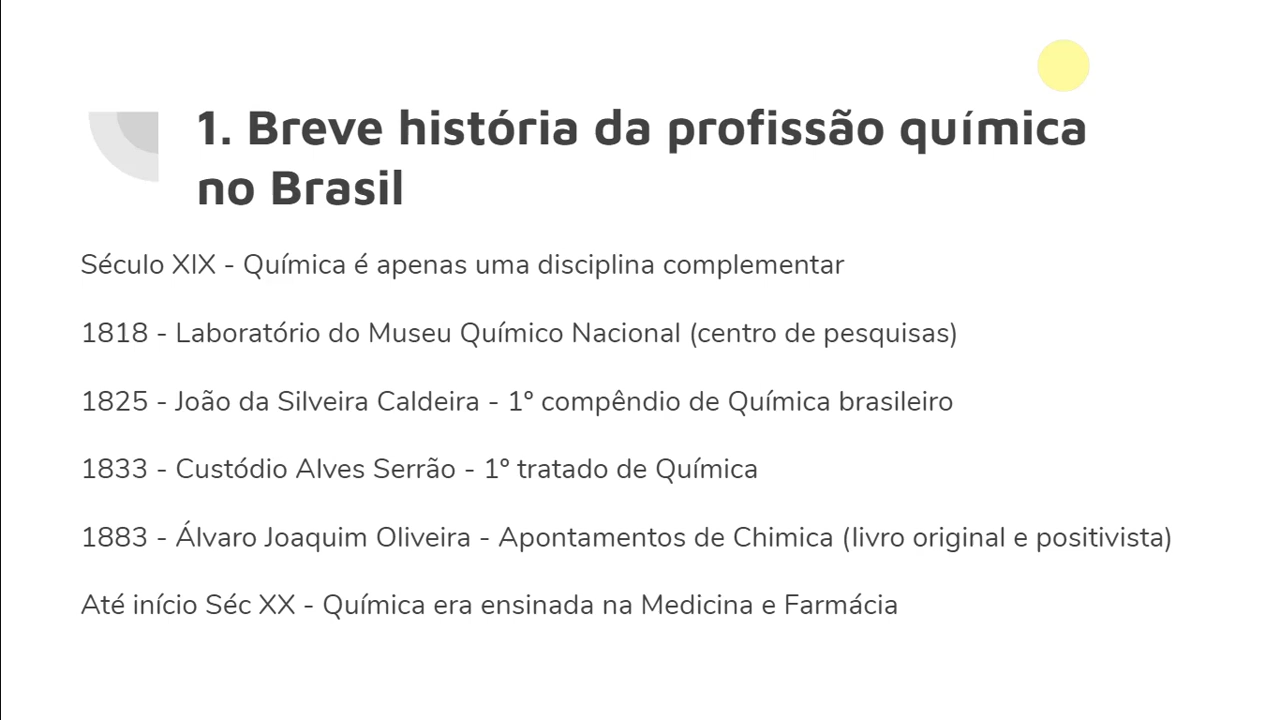 1. Breve história da profissão química
no Brasil
Século XIX - Química é apenas uma disciplina complementar
1818 - Laboratório do Museu Químico Nacional (centro de pesquisas)
1825 - João da Silveira Caldeira - 1º compêndio de Química brasileiro
1833 - Custódio Alves Serrão - 1º tratado de Química
1883 - Álvaro Joaquim Oliveira - Apontamentos de Chimica (livro original e positivista)
Até início Séc XX - Química era ensinada na Medicina e Farmácia